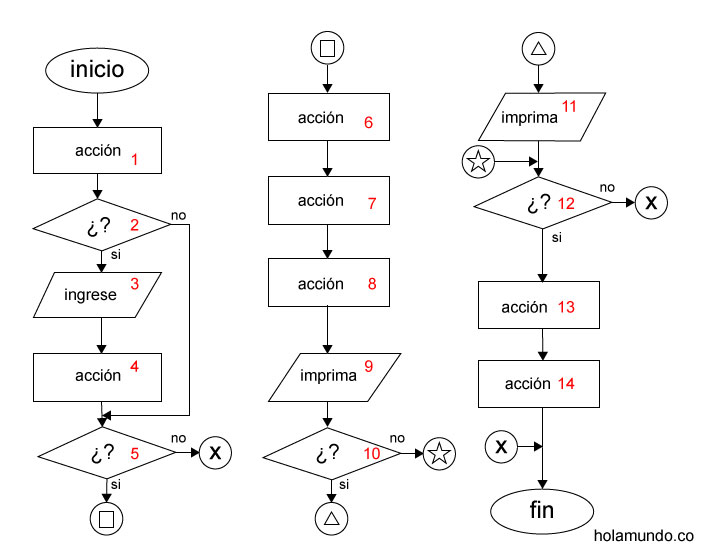 inicio
acción 1
¿? 2
no
si
ingrese 3
acción 4
¿? 5
no
X
si
acción 6
acción 7
acción 8
imprima 9
¿? 10
no
si
imprima 11
¿? 12
no
X
si
acción 13
acción 14
X
fin
holamundo.co